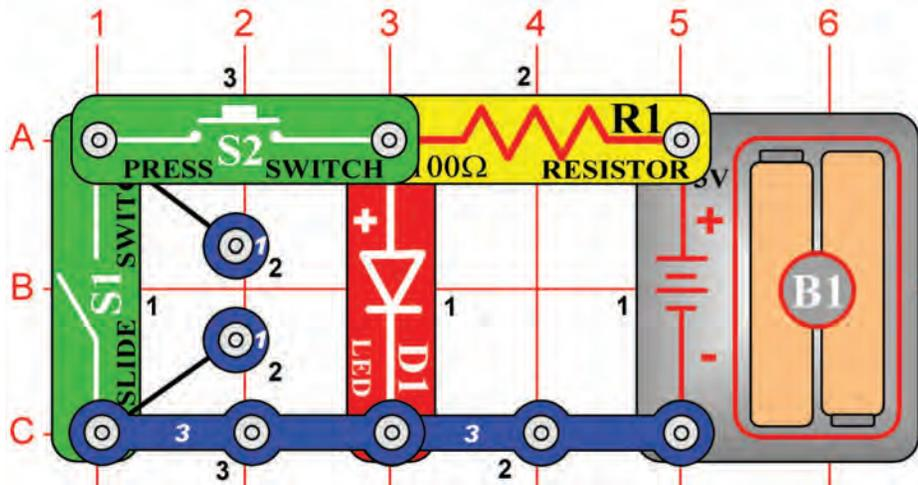 1 2 3 4 5 6
3 2
A
S2 R1
PRESS SWITCH 100Ω RESISTOR
3V
+ +
1
2
B
S1 SLIDE SWITC
1 1 1
B1
1
2
LED D1
-
C
3 3
3 2